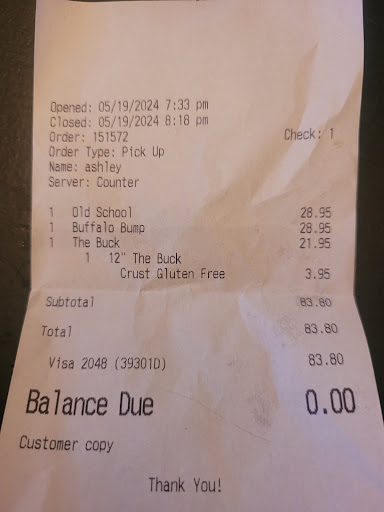 Opened: 05/19/2024 7:33 pm
Closed: 05/19/2024 8:18 pm
Order: 151572 Check: 1
Order Type: Pick Up
Name: ashley
Server: Counter
1 Old School 28.95
1 Buffalo Bump 28.95
1 The Buck 21.95
1 12" The Buck
Crust Gluten Free 3.95
Subtotal 83.80
Total 83.80
Visa 2048 (39301D) 83.80
Balance Due 0.00
Customer copy
Thank You!